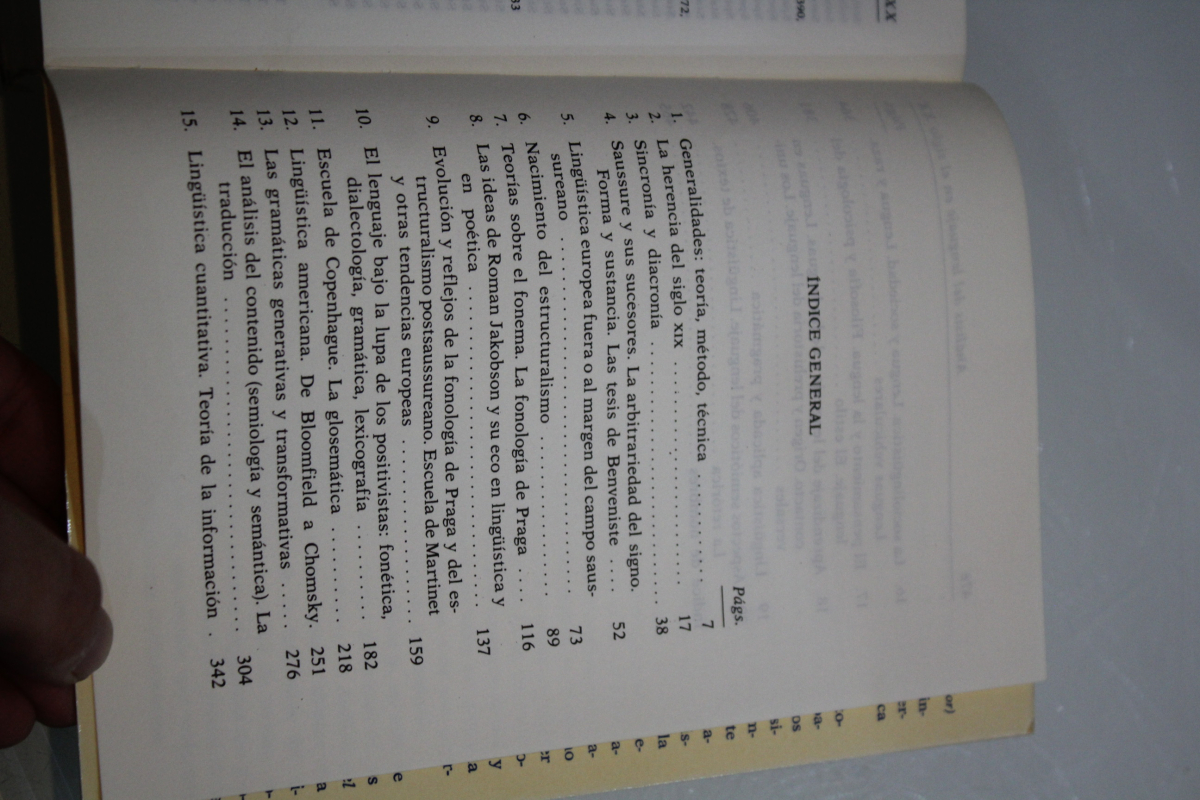 ÍNDICE GENERAL
Págs.
1. Generalidades: teoría, método, técnica .......... 7
2. La herencia del siglo XIX .......... 17
3. Sincronía y diacronía .......... 38
4. Saussure y sus sucesores. La arbitrariedad del signo.
Forma y sustancia. Las tesis de Benveniste .... 52
5. Lingüística europea fuera o al margen del campo saus-
sureano .......... 73
6. Nacimiento del estructuralismo .......... 89
7. Teorías sobre el fonema. La fonología de Praga .... 116
8. Las ideas de Roman Jakobson y su eco en lingüística y
en poética .......... 137
9. Evolución y reflejos de la fonología de Praga y del es-
tructuralismo postsaussureano. Escuela de Martinet
y otras tendencias europeas .......... 159
10. El lenguaje bajo la lupa de los positivistas: fonética,
dialectología, gramática, lexicografía .......... 182
11. Escuela de Copenhague. La glosemática .......... 218
12. Lingüística americana. De Bloomfield a Chomsky. 251
13. Las gramáticas generativas y transformativas ..... 276
14. El análisis del contenido (semiología y semántica). La
traducción .......... 304
15. Lingüística cuantitativa. Teoría de la información . 342